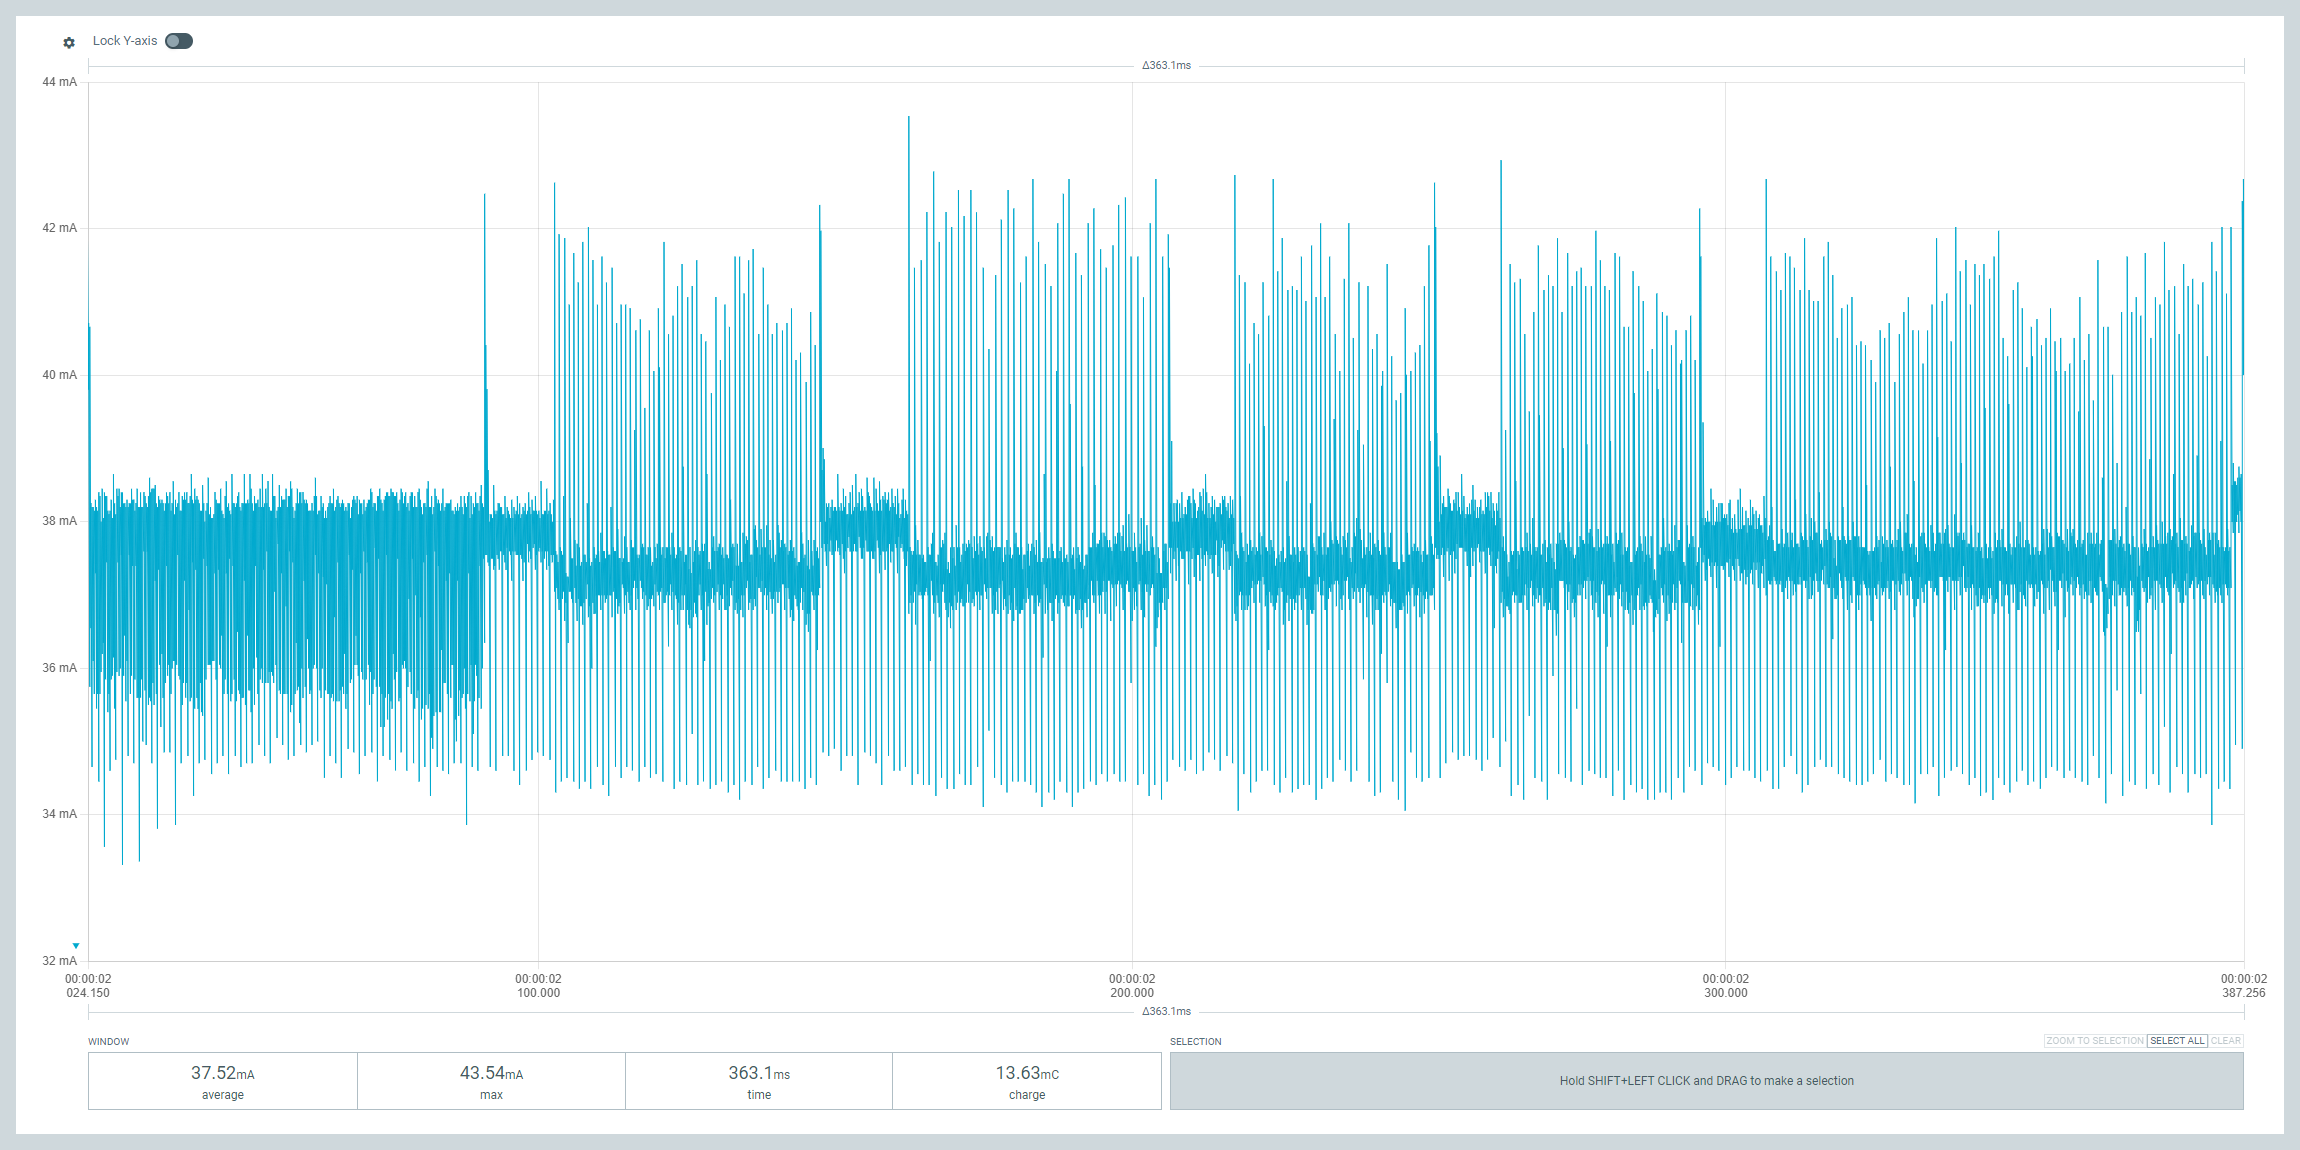 Lock Y-axis
Δ363.1ms
44 mA
42 mA
40 mA
38 mA
36 mA
34 mA
32 mA
00:00:02 00:00:02 00:00:02 00:00:02 00:00:02
024.150 100.000 200.000 300.000 387.256
Δ363.1ms
WINDOW SELECTION ZOOM TO SELECTION SELECT ALL CLEAR
37.52mA 43.54mA 363.1ms 13.63mC
average max time charge
Hold SHIFT+LEFT CLICK and DRAG to make a selection